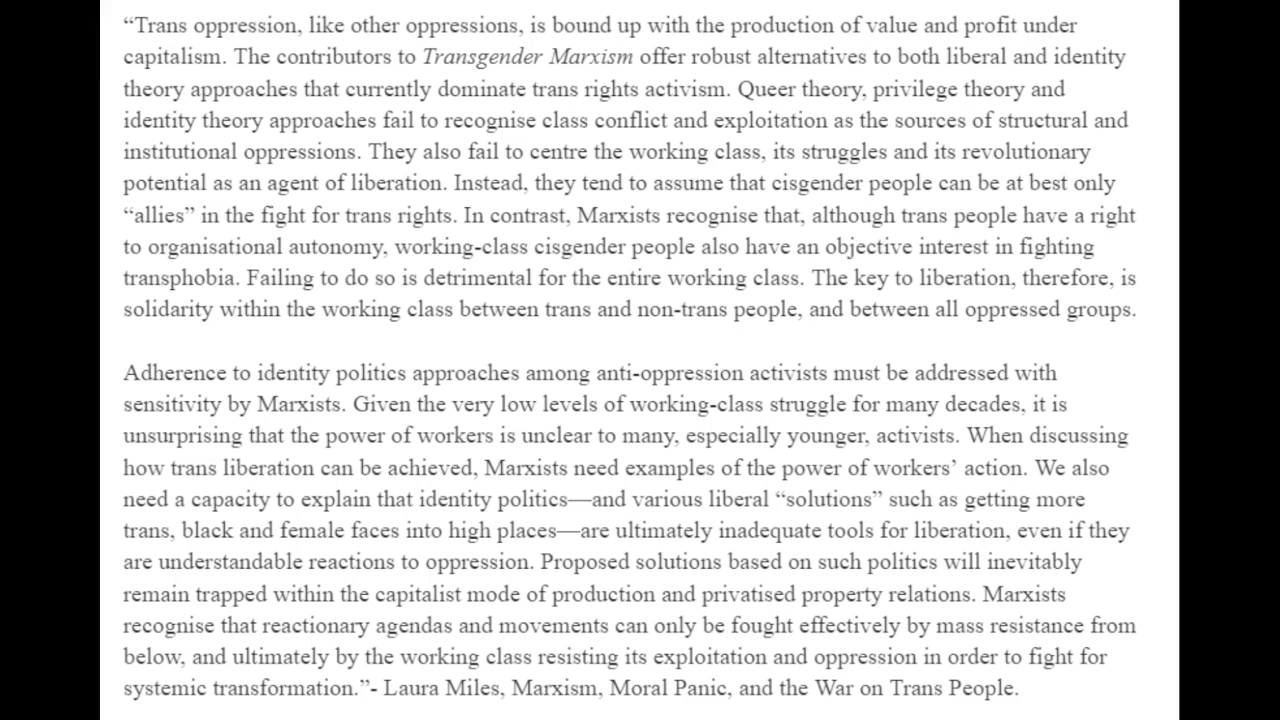 “Trans oppression, like other oppressions, is bound up with the production of value and profit under
capitalism. The contributors to Transgender Marxism offer robust alternatives to both liberal and identity
theory approaches that currently dominate trans rights activism. Queer theory, privilege theory and
identity theory approaches fail to recognise class conflict and exploitation as the sources of structural and
institutional oppressions. They also fail to centre the working class, its struggles and its revolutionary
potential as an agent of liberation. Instead, they tend to assume that cisgender people can be at best only
“allies” in the fight for trans rights. In contrast, Marxists recognise that, although trans people have a right
to organisational autonomy, working-class cisgender people also have an objective interest in fighting
transphobia. Failing to do so is detrimental for the entire working class. The key to liberation, therefore, is
solidarity within the working class between trans and non-trans people, and between all oppressed groups.
Adherence to identity politics approaches among anti-oppression activists must be addressed with
sensitivity by Marxists. Given the very low levels of working-class struggle for many decades, it is
unsurprising that the power of workers is unclear to many, especially younger, activists. When discussing
how trans liberation can be achieved, Marxists need examples of the power of workers’ action. We also
need a capacity to explain that identity politics—and various liberal “solutions” such as getting more
trans, black and female faces into high places—are ultimately inadequate tools for liberation, even if they
are understandable reactions to oppression. Proposed solutions based on such politics will inevitably
remain trapped within the capitalist mode of production and privatised property relations. Marxists
recognise that reactionary agendas and movements can only be fought effectively by mass resistance from
below, and ultimately by the working class resisting its exploitation and oppression in order to fight for
systemic transformation.”- Laura Miles, Marxism, Moral Panic, and the War on Trans People.